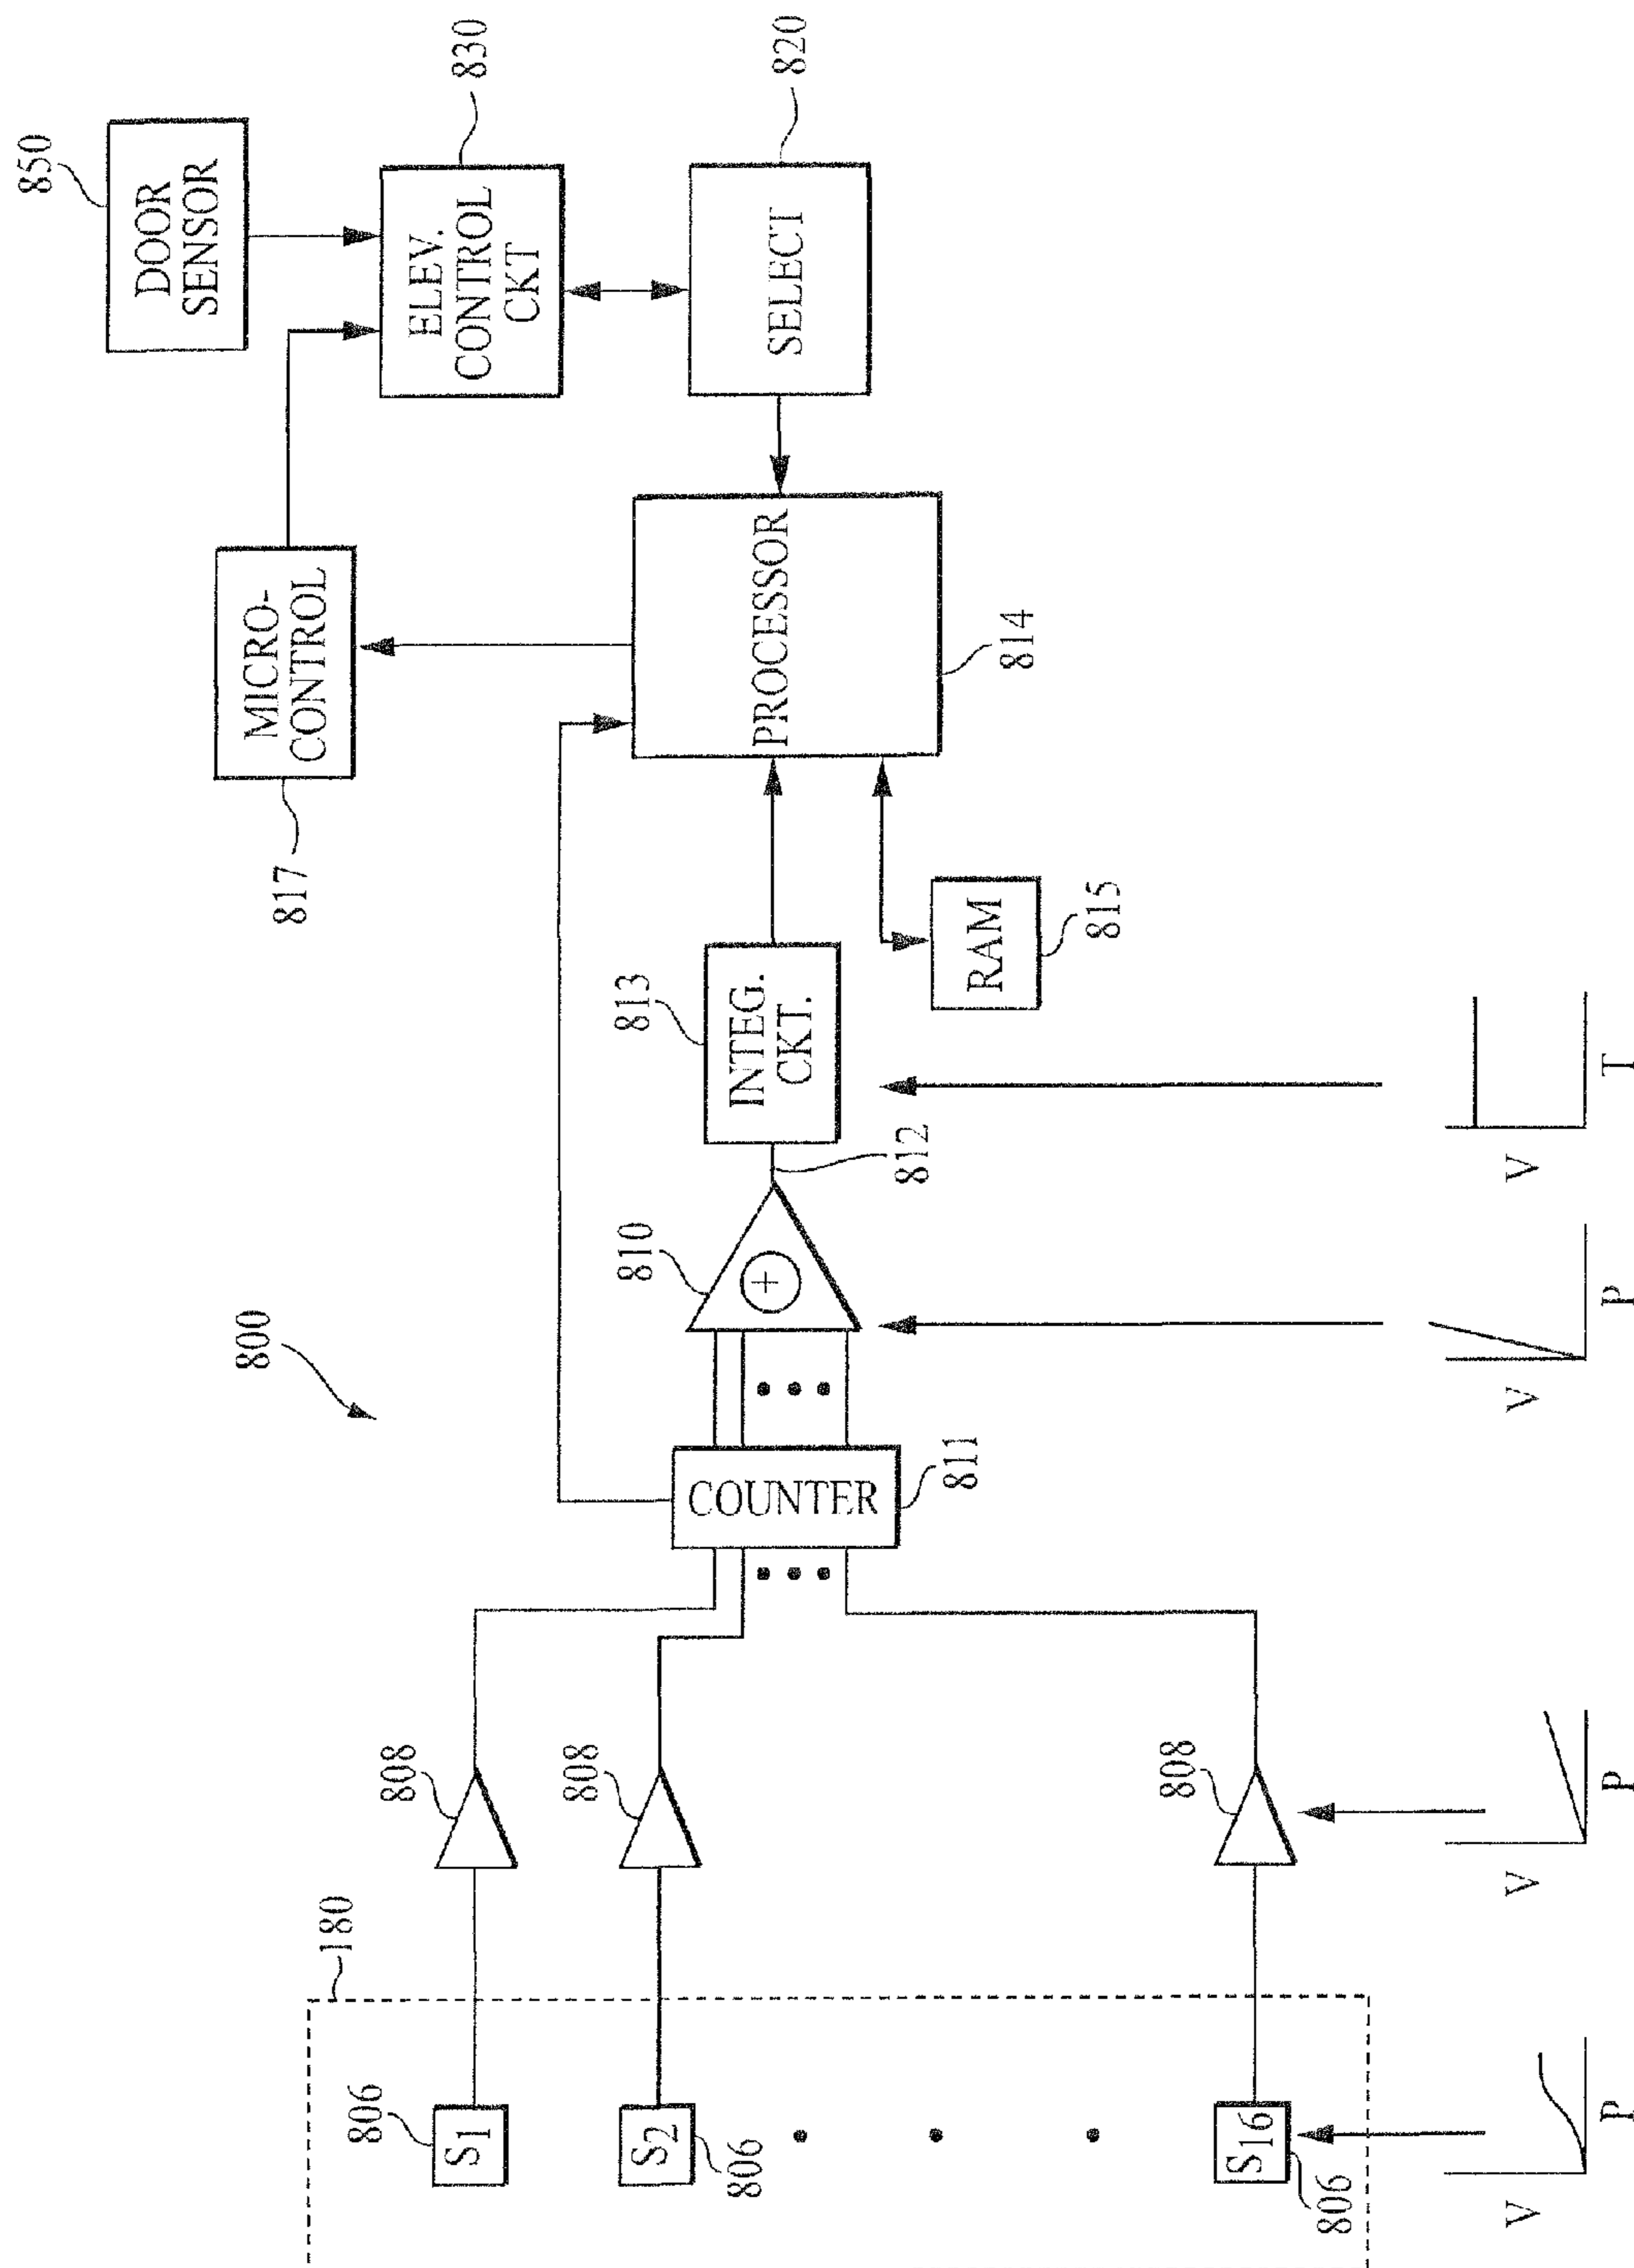 800
180
806
S1
808
S2
806
808
S16
806
808
COUNTER
811
810
+
812
813
INTEG.
CKT.
RAM
815
PROCESSOR
814
817
MICRO-
CONTROL
850
DOOR
SENSOR
830
ELEV.
CONTROL
CKT
820
SELECT
V
P
V
P
V
P
V
T